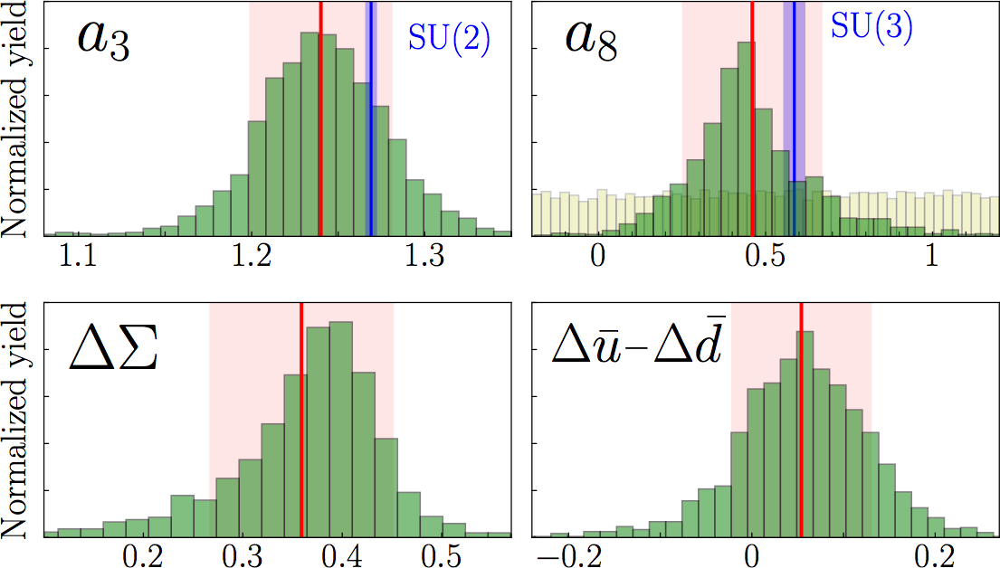 Normalized yield
a₃
SU(2)
1.1 1.2 1.3
a₈
SU(3)
0 0.5 1
Normalized yield
ΔΣ
0.2 0.3 0.4 0.5
Δū−Δd̄
−0.2 0 0.2